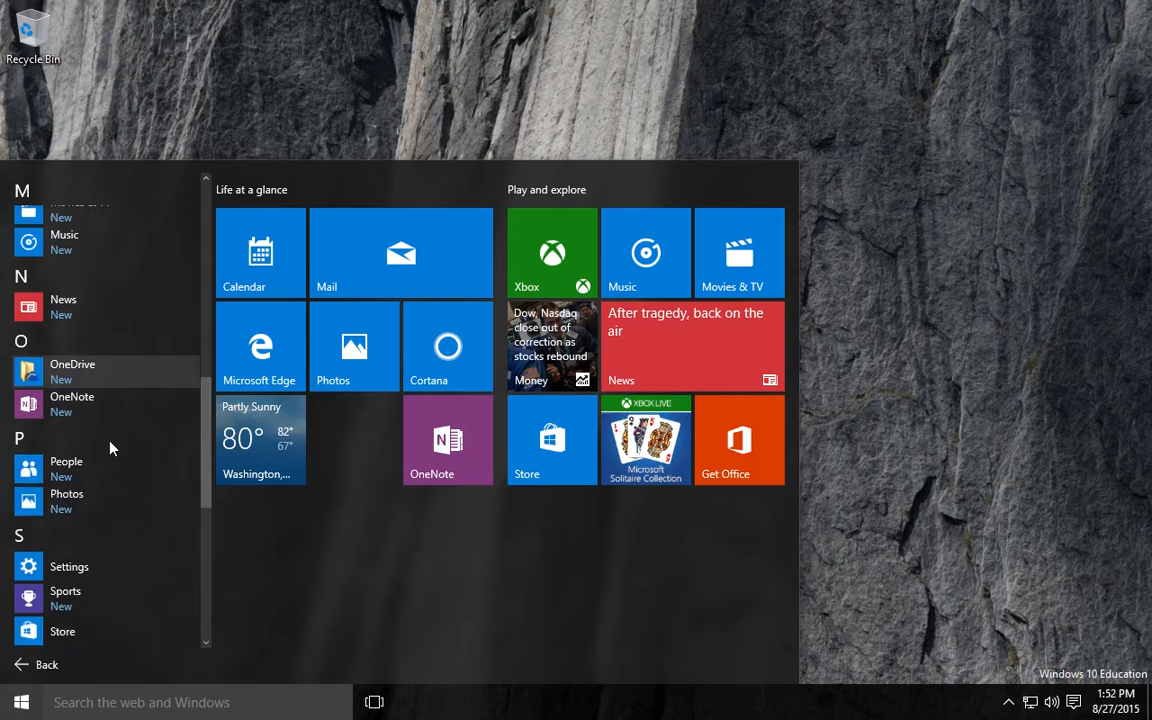 Recycle Bin
M
New
Music
New
N
News
New
O
OneDrive
New
OneNote
New
P
People
New
Photos
New
S
Settings
Sports
New
Store
Back
Life at a glance
Calendar
Mail
Microsoft Edge
Photos
Cortana
Partly Sunny
80° 82°
67°
Washington,...
OneNote
Play and explore
Xbox
Music
Movies & TV
Dow, Nasdaq
close out of
correction as
stocks rebound
Money
After tragedy, back on the
air
News
Store
XBOX LIVE
Microsoft
Solitaire Collection
Get Office
Windows 10 Education
Search the web and Windows
1:52 PM
8/27/2015